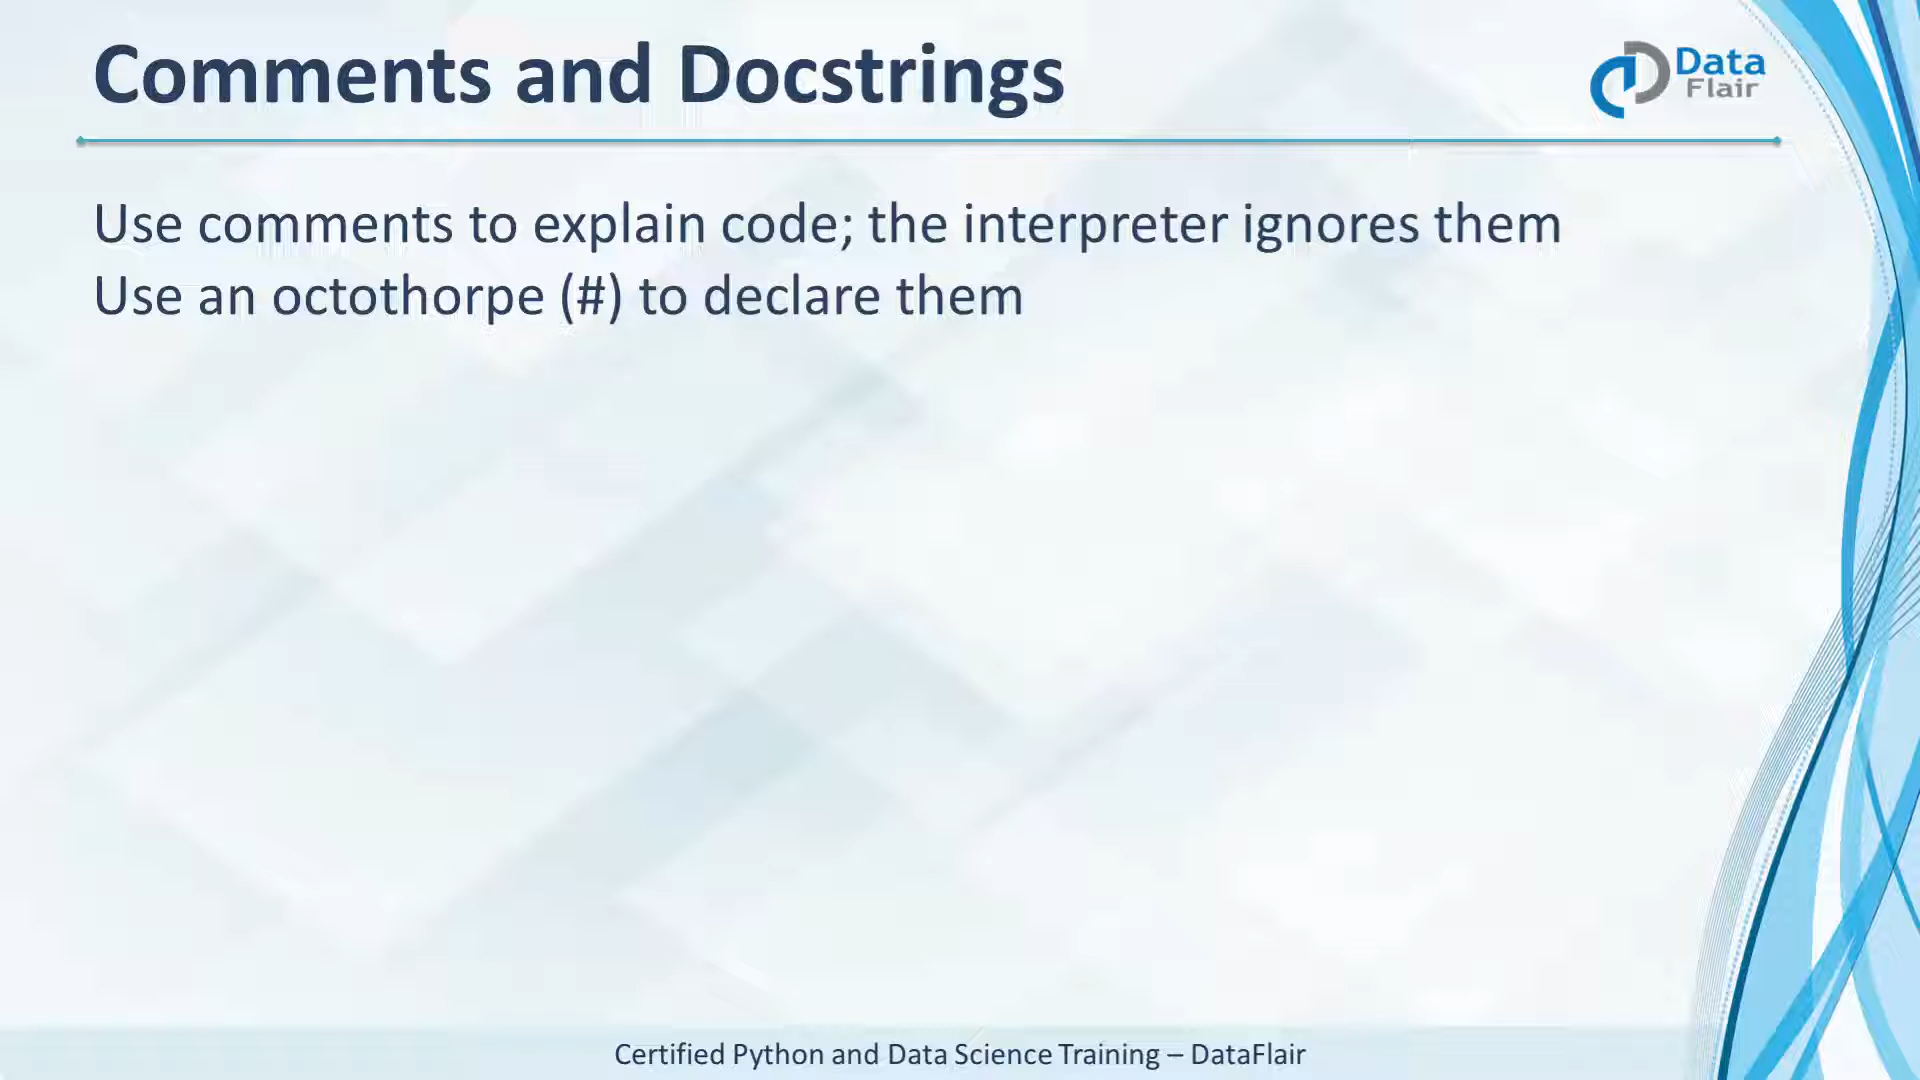 Comments and Docstrings
Data
Flair
Use comments to explain code; the interpreter ignores them
Use an octothorpe (#) to declare them
Certified Python and Data Science Training – DataFlair